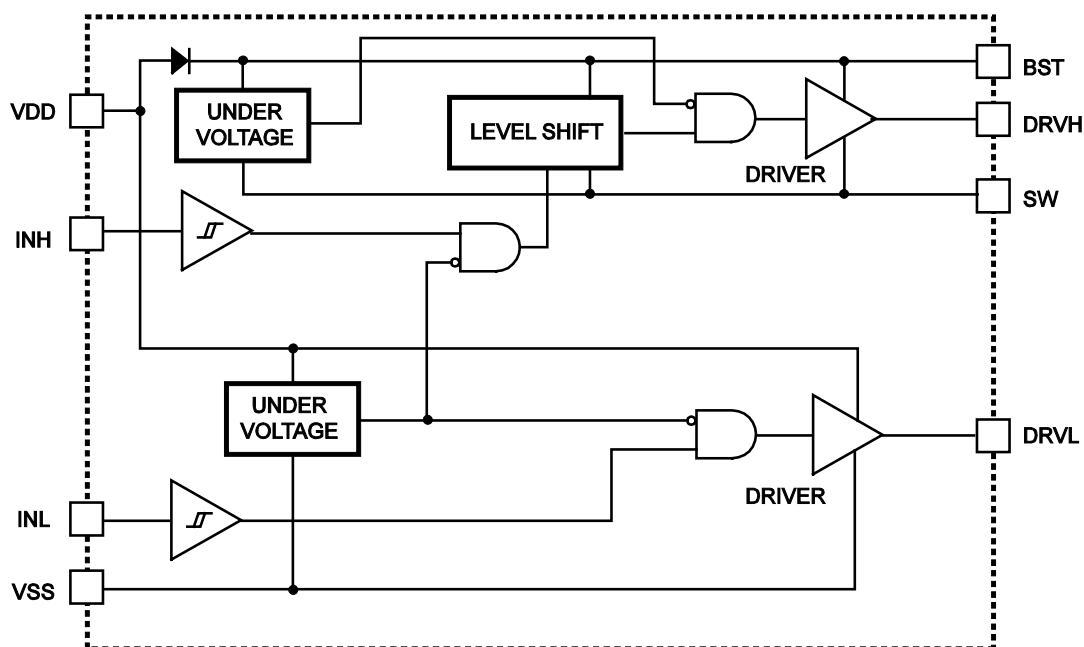 BST
VDD
UNDER
VOLTAGE
LEVEL SHIFT
DRVH
DRIVER
SW
INH
UNDER
VOLTAGE
DRVL
DRIVER
INL
VSS